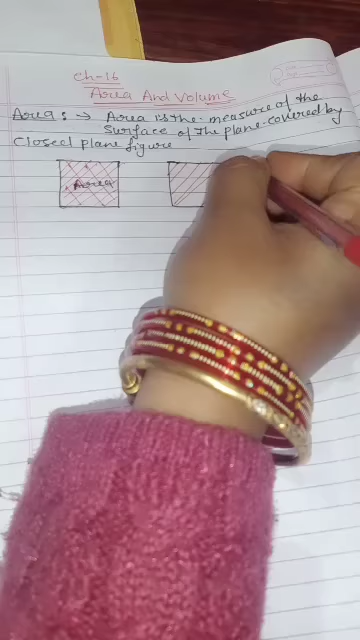 Ch-16
Area And Volume
Area :→ Area is the measure of the
surface of the plane covered by
closed plane figure
Area